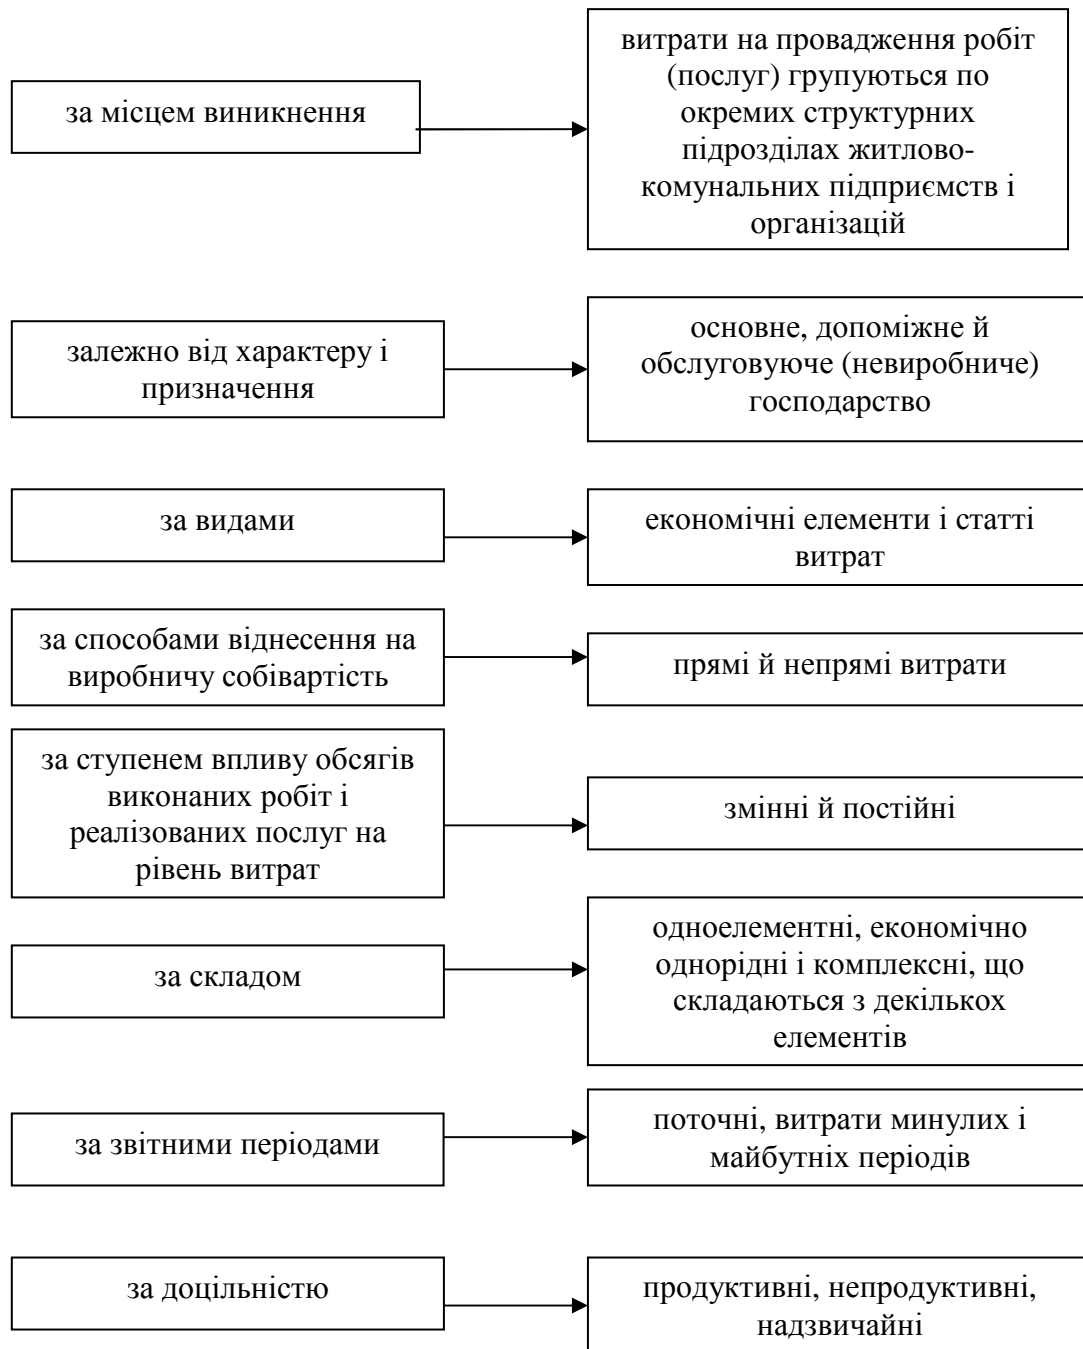 за місцем виникнення
витрати на провадження робіт
(послуг) групуються по
окремих структурних
підрозділах житлово-
комунальних підприємств і
організацій
залежно від характеру і
призначення
основне, допоміжне й
обслуговуюче (невиробниче)
господарство
за видами
економічні елементи і статті
витрат
за способами віднесення на
виробничу собівартість
прямі й непрямі витрати
за ступенем впливу обсягів
виконаних робіт і
реалізованих послуг на
рівень витрат
змінні й постійні
за складом
одноелементні, економічно
однорідні і комплексні, що
складаються з декількох
елементів
за звітними періодами
поточні, витрати минулих і
майбутніх періодів
за доцільністю
продуктивні, непродуктивні,
надзвичайні